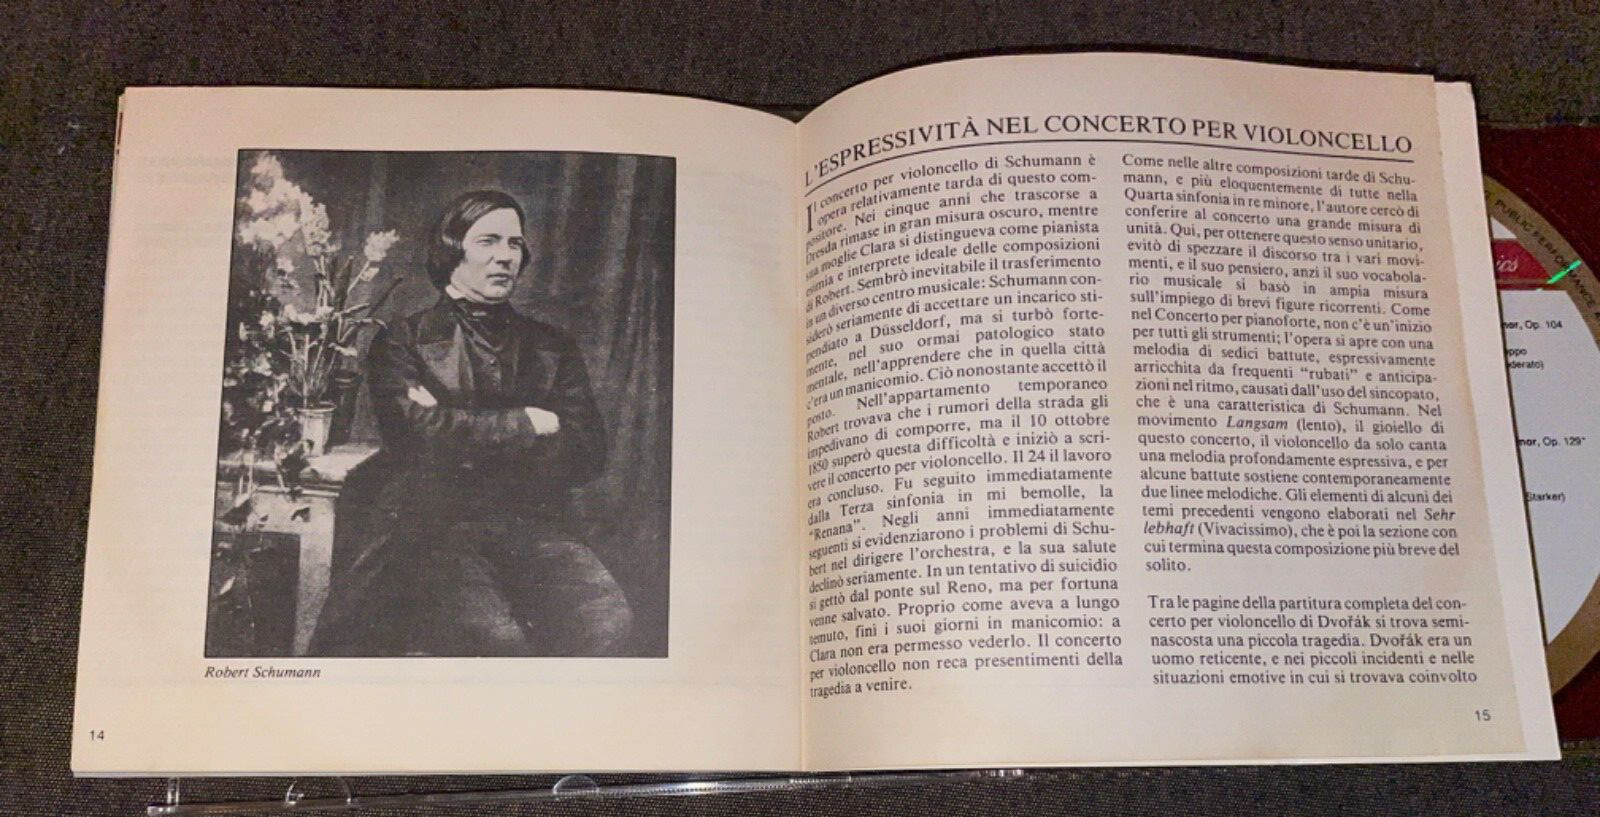 Robert Schumann
14
L'ESPRESSIVITÀ NEL CONCERTO PER VIOLONCELLO
Il concerto per violoncello di Schumann è
opera relativamente tarda di questo com-
positore. Nei cinque anni che trascorse a
Dresda rimase in gran misura oscuro, mentre
sua moglie Clara si distingueva come pianista
esimia e interprete ideale delle composizioni
di Robert. Sembrò inevitabile il trasferimento
in un diverso centro musicale: Schumann con-
siderò seriamente di accettare un incarico sti-
pendiato a Düsseldorf, ma si turbò forte-
mente, nel suo ormai patologico stato
mentale, nell'apprendere che in quella città
c'era un manicomio. Ciò nonostante accettò il
posto. Nell'appartamento temporaneo
Robert trovava che i rumori della strada gli
impedivano di comporre, ma il 10 ottobre
1850 superò questa difficoltà e iniziò a scri-
vere il concerto per violoncello. Il 24 il lavoro
era concluso. Fu seguito immediatamente
dalla Terza sinfonia in mi bemolle, la
“Renana”. Negli anni immediatamente
seguenti si evidenziarono i problemi di Schu-
bert nel dirigere l'orchestra, e la sua salute
declinò seriamente. In un tentativo di suicidio
si gettò dal ponte sul Reno, ma per fortuna
venne salvato. Proprio come aveva a lungo
temuto, finì i suoi giorni in manicomio: a
Clara non era permesso vederlo. Il concerto
per violoncello non reca presentimenti della
tragedia a venire.
Come nelle altre composizioni tarde di Schu-
mann, e più eloquentemente di tutte nella
Quarta sinfonia in re minore, l'autore cercò di
conferire al concerto una grande misura di
unità. Qui, per ottenere questo senso unitario,
evitò di spezzare il discorso tra i vari movi-
menti, e il suo pensiero, anzi il suo vocabola-
rio musicale si basò in ampia misura
sull'impiego di brevi figure ricorrenti. Come
nel Concerto per pianoforte, non c'è un'inizio
per tutti gli strumenti; l'opera si apre con una
melodia di sedici battute, espressivamente
arricchita da frequenti “rubati” e anticipa-
zioni nel ritmo, causati dall'uso del sincopato,
che è una caratteristica di Schumann. Nel
movimento Langsam (lento), il gioiello di
questo concerto, il violoncello da solo canta
una melodia profondamente espressiva, e per
alcune battute sostiene contemporaneamente
due linee melodiche. Gli elementi di alcuni dei
temi precedenti vengono elaborati nel Sehr
lebhaft (Vivacissimo), che è poi la sezione con
cui termina questa composizione più breve del
solito.
Tra le pagine della partitura completa del con-
certo per violoncello di Dvořák si trova semi-
nascosta una piccola tragedia. Dvořák era un
uomo reticente, e nei piccoli incidenti e nelle
situazioni emotive in cui si trovava coinvolto
15
PUBLIC PERFORMANCE
Op. 104
Op. 129*
Starker)